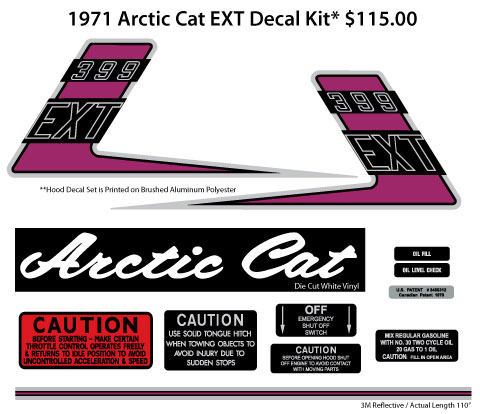 1971 Arctic Cat EXT Decal Kit* $115.00
399
EXT
399
EXT
**Hood Decal Set is Printed on Brushed Aluminum Polyester
Arctic Cat
Die Cut White Vinyl
OIL FILL
OIL LEVEL CHECK
U.S. PATENT # 3485312
Canadian Patent 1970
CAUTION
BEFORE STARTING - MAKE CERTAIN
THROTTLE CONTROL OPERATES FREELY
& RETURNS TO IDLE POSITION TO AVOID
UNCONTROLLED ACCELERATION & SPEED
CAUTION
USE SOLID TONGUE HITCH
WHEN TOWING OBJECTS TO
AVOID INJURY DUE TO
SUDDEN STOPS
OFF
EMERGENCY
SHUT OFF
SWITCH
CAUTION
BEFORE OPENING HOOD SHUT
OFF ENGINE TO AVOID CONTACT
WITH MOVING PARTS
MIX REGULAR GASOLINE
WITH NO. 30 TWO CYCLE OIL
20 GAS TO 1 OIL
CAUTION: FILL IN OPEN AREA
3M Reflective / Actual Length 110"